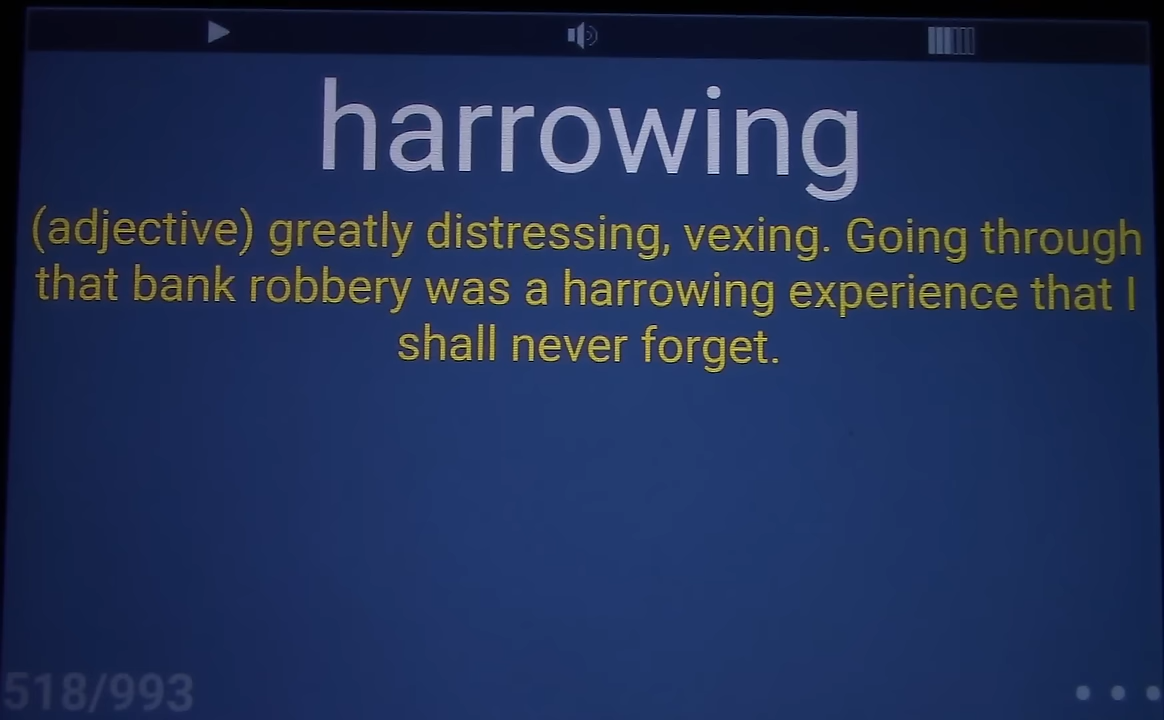 harrowing
(adjective) greatly distressing, vexing. Going through
that bank robbery was a harrowing experience that I
shall never forget.
518/993